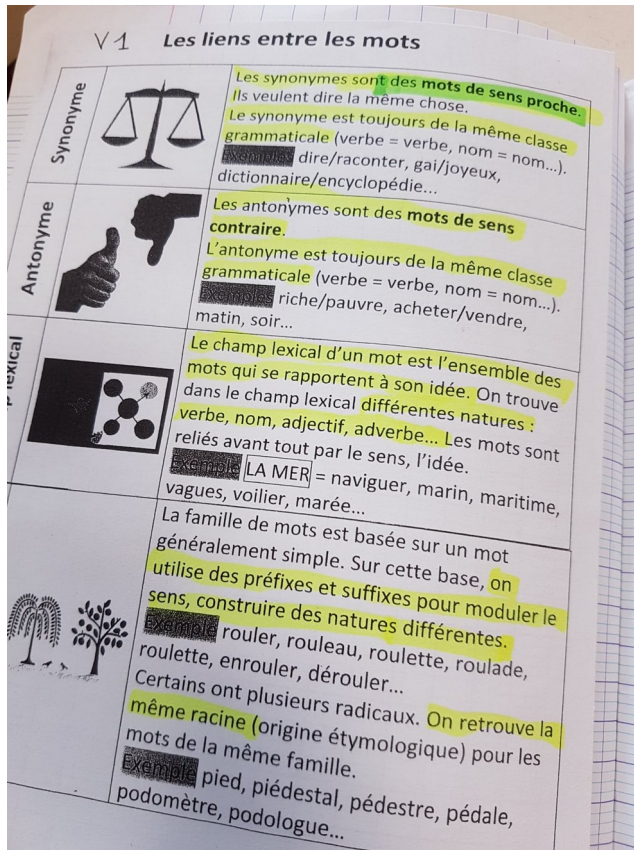 V1 Les liens entre les mots
Synonyme
Les synonymes sont des mots de sens proche.
Ils veulent dire la même chose.
Le synonyme est toujours de la même classe
grammaticale (verbe = verbe, nom = nom...).
Exemples dire/raconter, gai/joyeux,
dictionnaire/encyclopédie...
Antonyme
Les antonymes sont des mots de sens
contraire.
L'antonyme est toujours de la même classe
grammaticale (verbe = verbe, nom = nom...).
Exemples riche/pauvre, acheter/vendre,
matin, soir...
lexical
Le champ lexical d'un mot est l'ensemble des
mots qui se rapportent à son idée. On trouve
dans le champ lexical différentes natures :
verbe, nom, adjectif, adverbe... Les mots sont
reliés avant tout par le sens, l'idée.
Exemple LA MER = naviguer, marin, maritime,
vagues, voilier, marée...
La famille de mots est basée sur un mot
généralement simple. Sur cette base, on
utilise des préfixes et suffixes pour moduler le
sens, construire des natures différentes.
Exemple rouler, rouleau, roulette, roulade,
roulette, enrouler, dérouler...
Certains ont plusieurs radicaux. On retrouve la
même racine (origine étymologique) pour les
mots de la même famille.
Exemple pied, piédestal, pédestre, pédale,
podomètre, podologue...